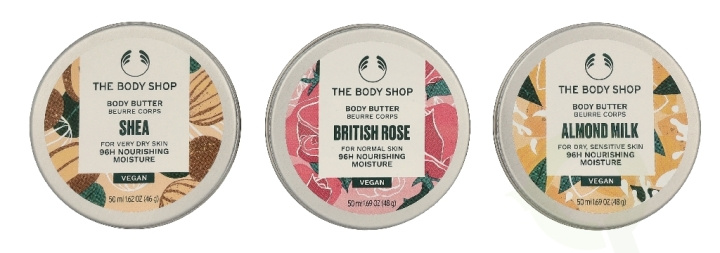 THE BODY SHOP
BODY BUTTER
BEURRE CORPS
SHEA
FOR VERY DRY SKIN
96H NOURISHING
MOISTURE
VEGAN
50 ml 1.62 OZ (46 g)
THE BODY SHOP
BODY BUTTER
BEURRE CORPS
BRITISH ROSE
FOR NORMAL SKIN
96H NOURISHING
MOISTURE
VEGAN
50 ml 1.69 OZ (48 g)
THE BODY SHOP
BODY BUTTER
BEURRE CORPS
ALMOND MILK
FOR DRY, SENSITIVE SKIN
96H NOURISHING
MOISTURE
VEGAN
50 ml 1.69 OZ (48 g)